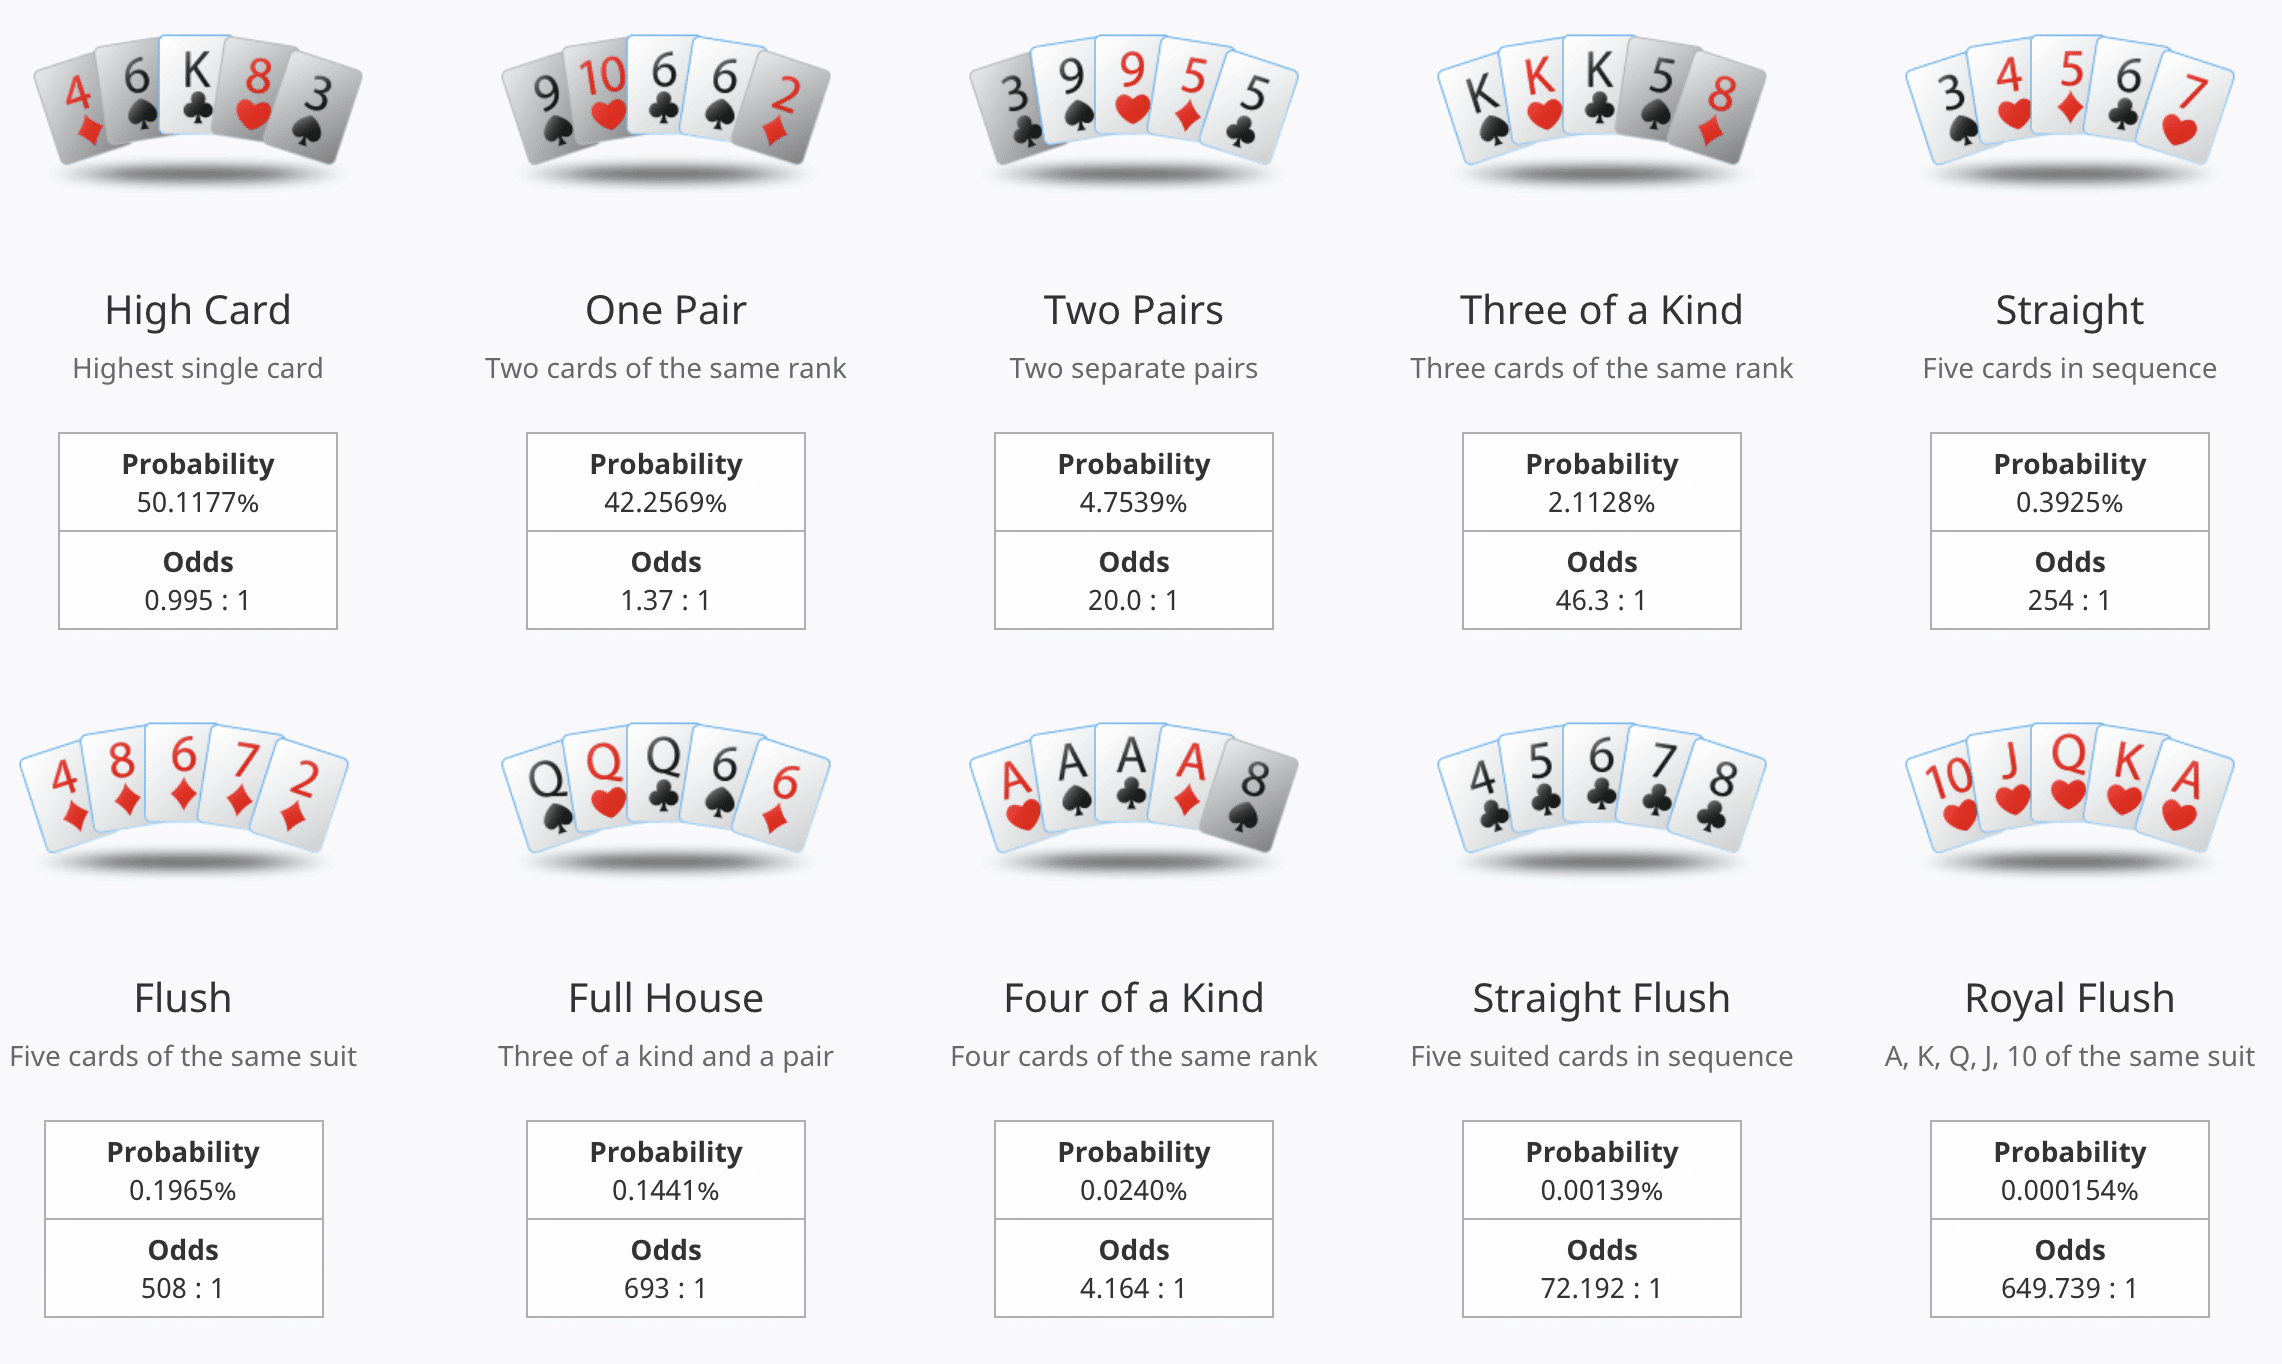 4 6 K 8 3
High Card
Highest single card
Probability
50.1177%
Odds
0.995 : 1
9 10 6 6 2
One Pair
Two cards of the same rank
Probability
42.2569%
Odds
1.37 : 1
3 9 9 5 5
Two Pairs
Two separate pairs
Probability
4.7539%
Odds
20.0 : 1
K K K 5 8
Three of a Kind
Three cards of the same rank
Probability
2.1128%
Odds
46.3 : 1
3 4 5 6 7
Straight
Five cards in sequence
Probability
0.3925%
Odds
254 : 1
4 8 6 7 2
Flush
Five cards of the same suit
Probability
0.1965%
Odds
508 : 1
Q Q Q 6 6
Full House
Three of a kind and a pair
Probability
0.1441%
Odds
693 : 1
A A A A 8
Four of a Kind
Four cards of the same rank
Probability
0.0240%
Odds
4.164 : 1
4 5 6 7 8
Straight Flush
Five suited cards in sequence
Probability
0.00139%
Odds
72.192 : 1
10 J Q K A
Royal Flush
A, K, Q, J, 10 of the same suit
Probability
0.000154%
Odds
649.739 : 1